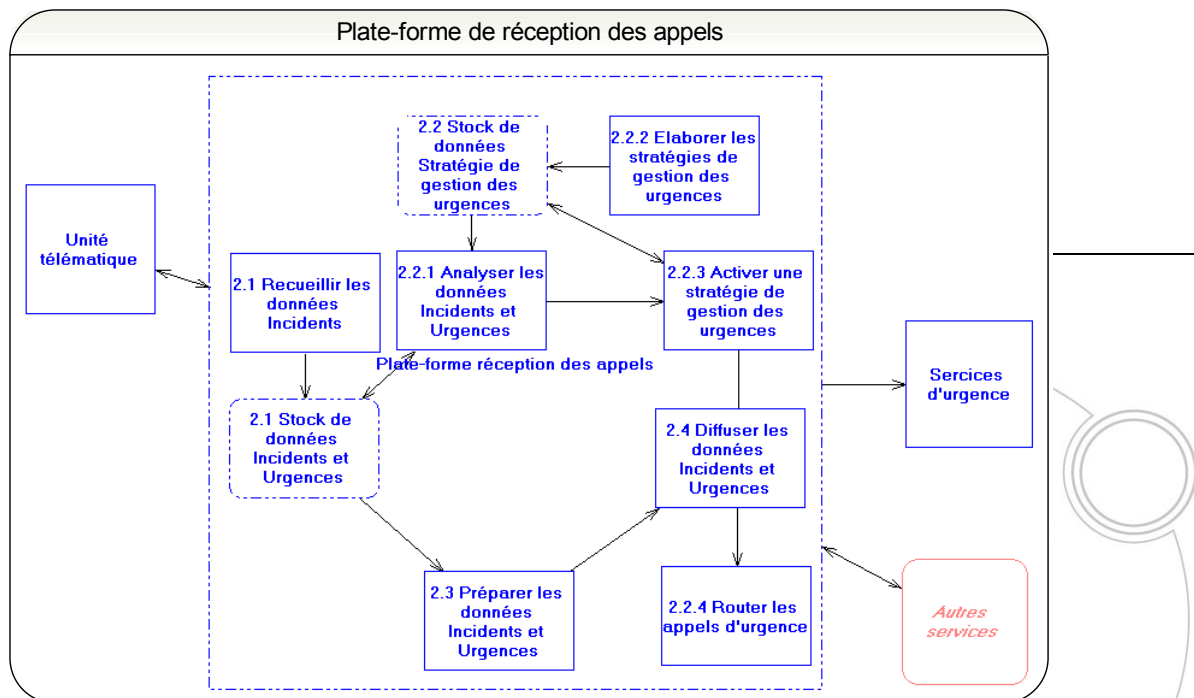 Plate-forme de réception des appels
2.2 Stock de
données
Stratégie de
gestion des
urgences
2.2.2 Elaborer les
stratégies de
gestion des
urgences
Unité
télématique
2.1 Recueillir les
données
Incidents
2.2.1 Analyser les
données
Incidents et
Urgences
2.2.3 Activer une
stratégie de
gestion des
urgences
Plate-forme réception des appels
Sercices
d'urgence
2.1 Stock de
données
Incidents et
Urgences
2.4 Diffuser les
données
Incidents et
Urgences
2.3 Préparer les
données
Incidents et
Urgences
2.2.4 Router les
appels d'urgence
Autres
services